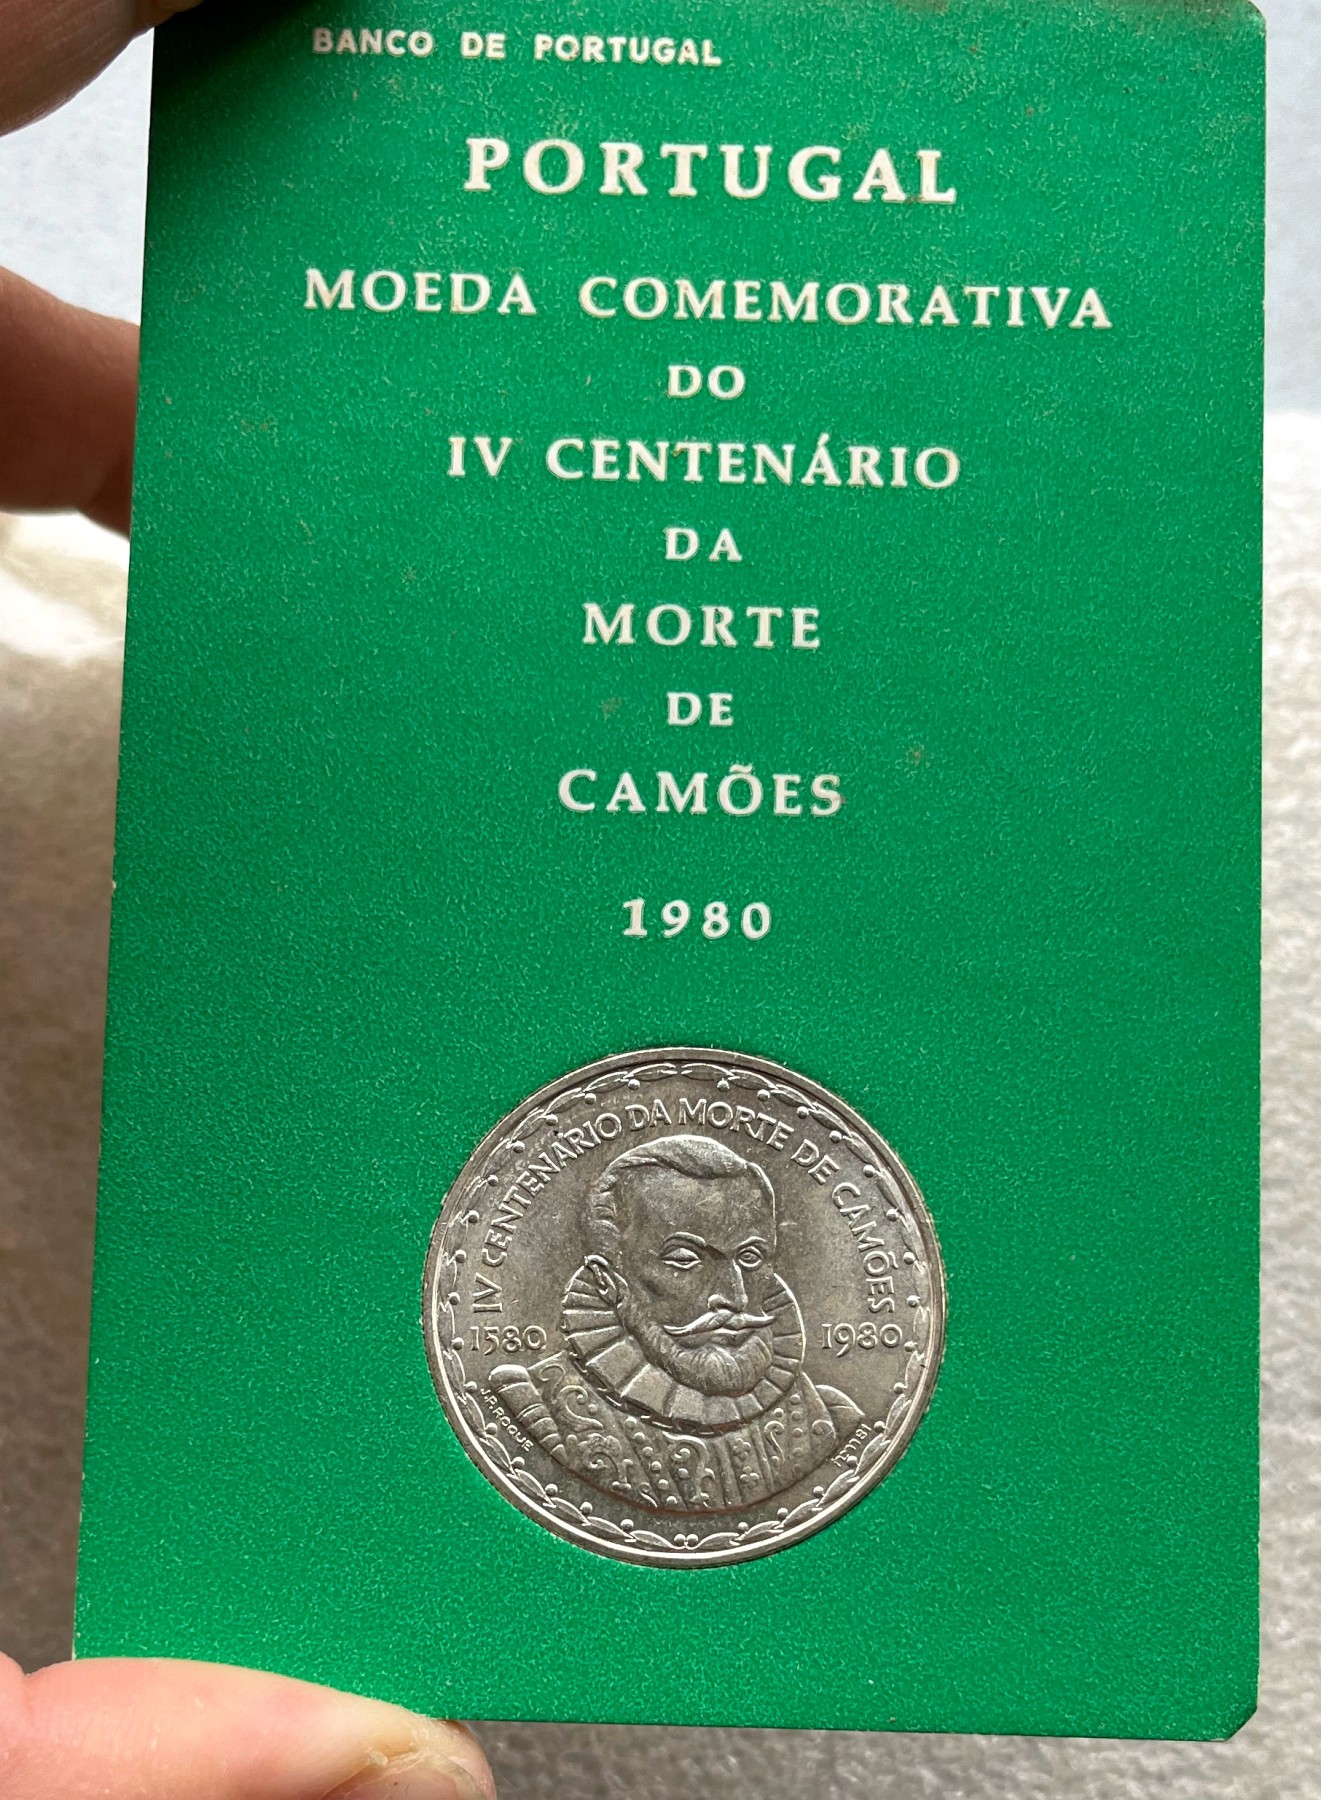 BANCO DE PORTUGAL
PORTUGAL
MOEDA COMEMORATIVA
DO
IV CENTENÁRIO
DA
MORTE
DE
CAMÕES
1980
IV CENTENÁRIO DA MORTE DE CAMÕES
1580 1980
J.P. ROQUE